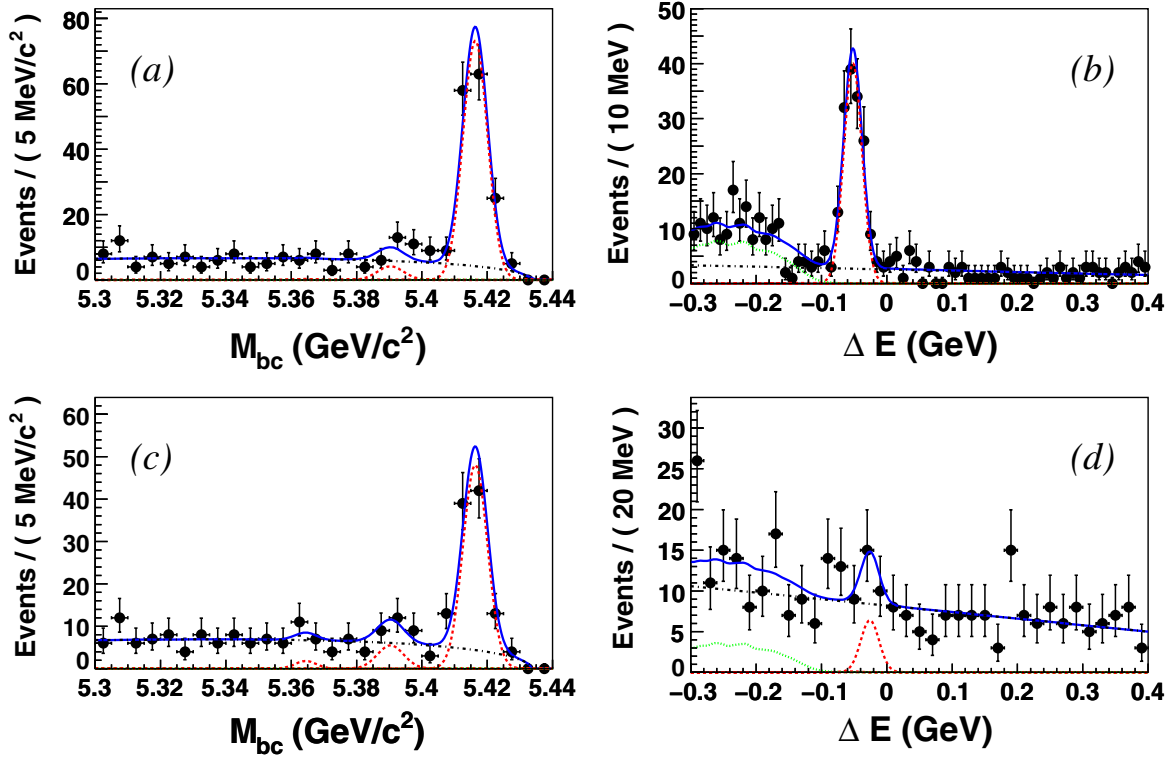 Events / ( 5 MeV/c²)
80
60
40
20
0
(a)
5.3 5.32 5.34 5.36 5.38 5.4 5.42 5.44
M_bc (GeV/c²)
Events / ( 10 MeV )
50
40
30
20
10
0
(b)
−0.3 −0.2 −0.1 0 0.1 0.2 0.3 0.4
Δ E (GeV)
Events / ( 5 MeV/c²)
60
50
40
30
20
10
0
(c)
5.3 5.32 5.34 5.36 5.38 5.4 5.42 5.44
M_bc (GeV/c²)
Events / ( 20 MeV )
30
25
20
15
10
5
0
(d)
−0.3 −0.2 −0.1 0 0.1 0.2 0.3 0.4
Δ E (GeV)